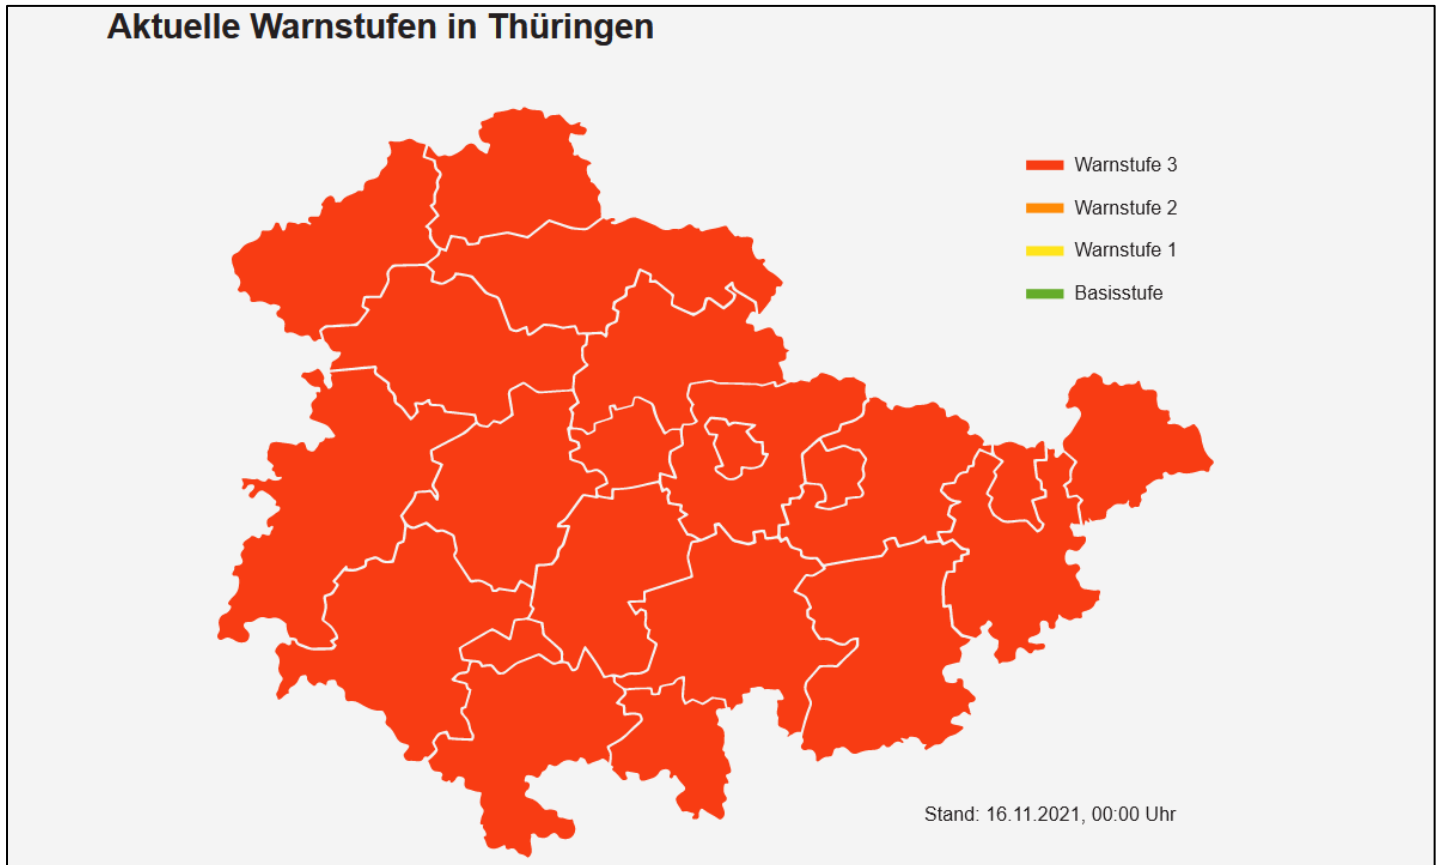 Aktuelle Warnstufen in Thüringen
Warnstufe 3
Warnstufe 2
Warnstufe 1
Basisstufe
Stand: 16.11.2021, 00:00 Uhr